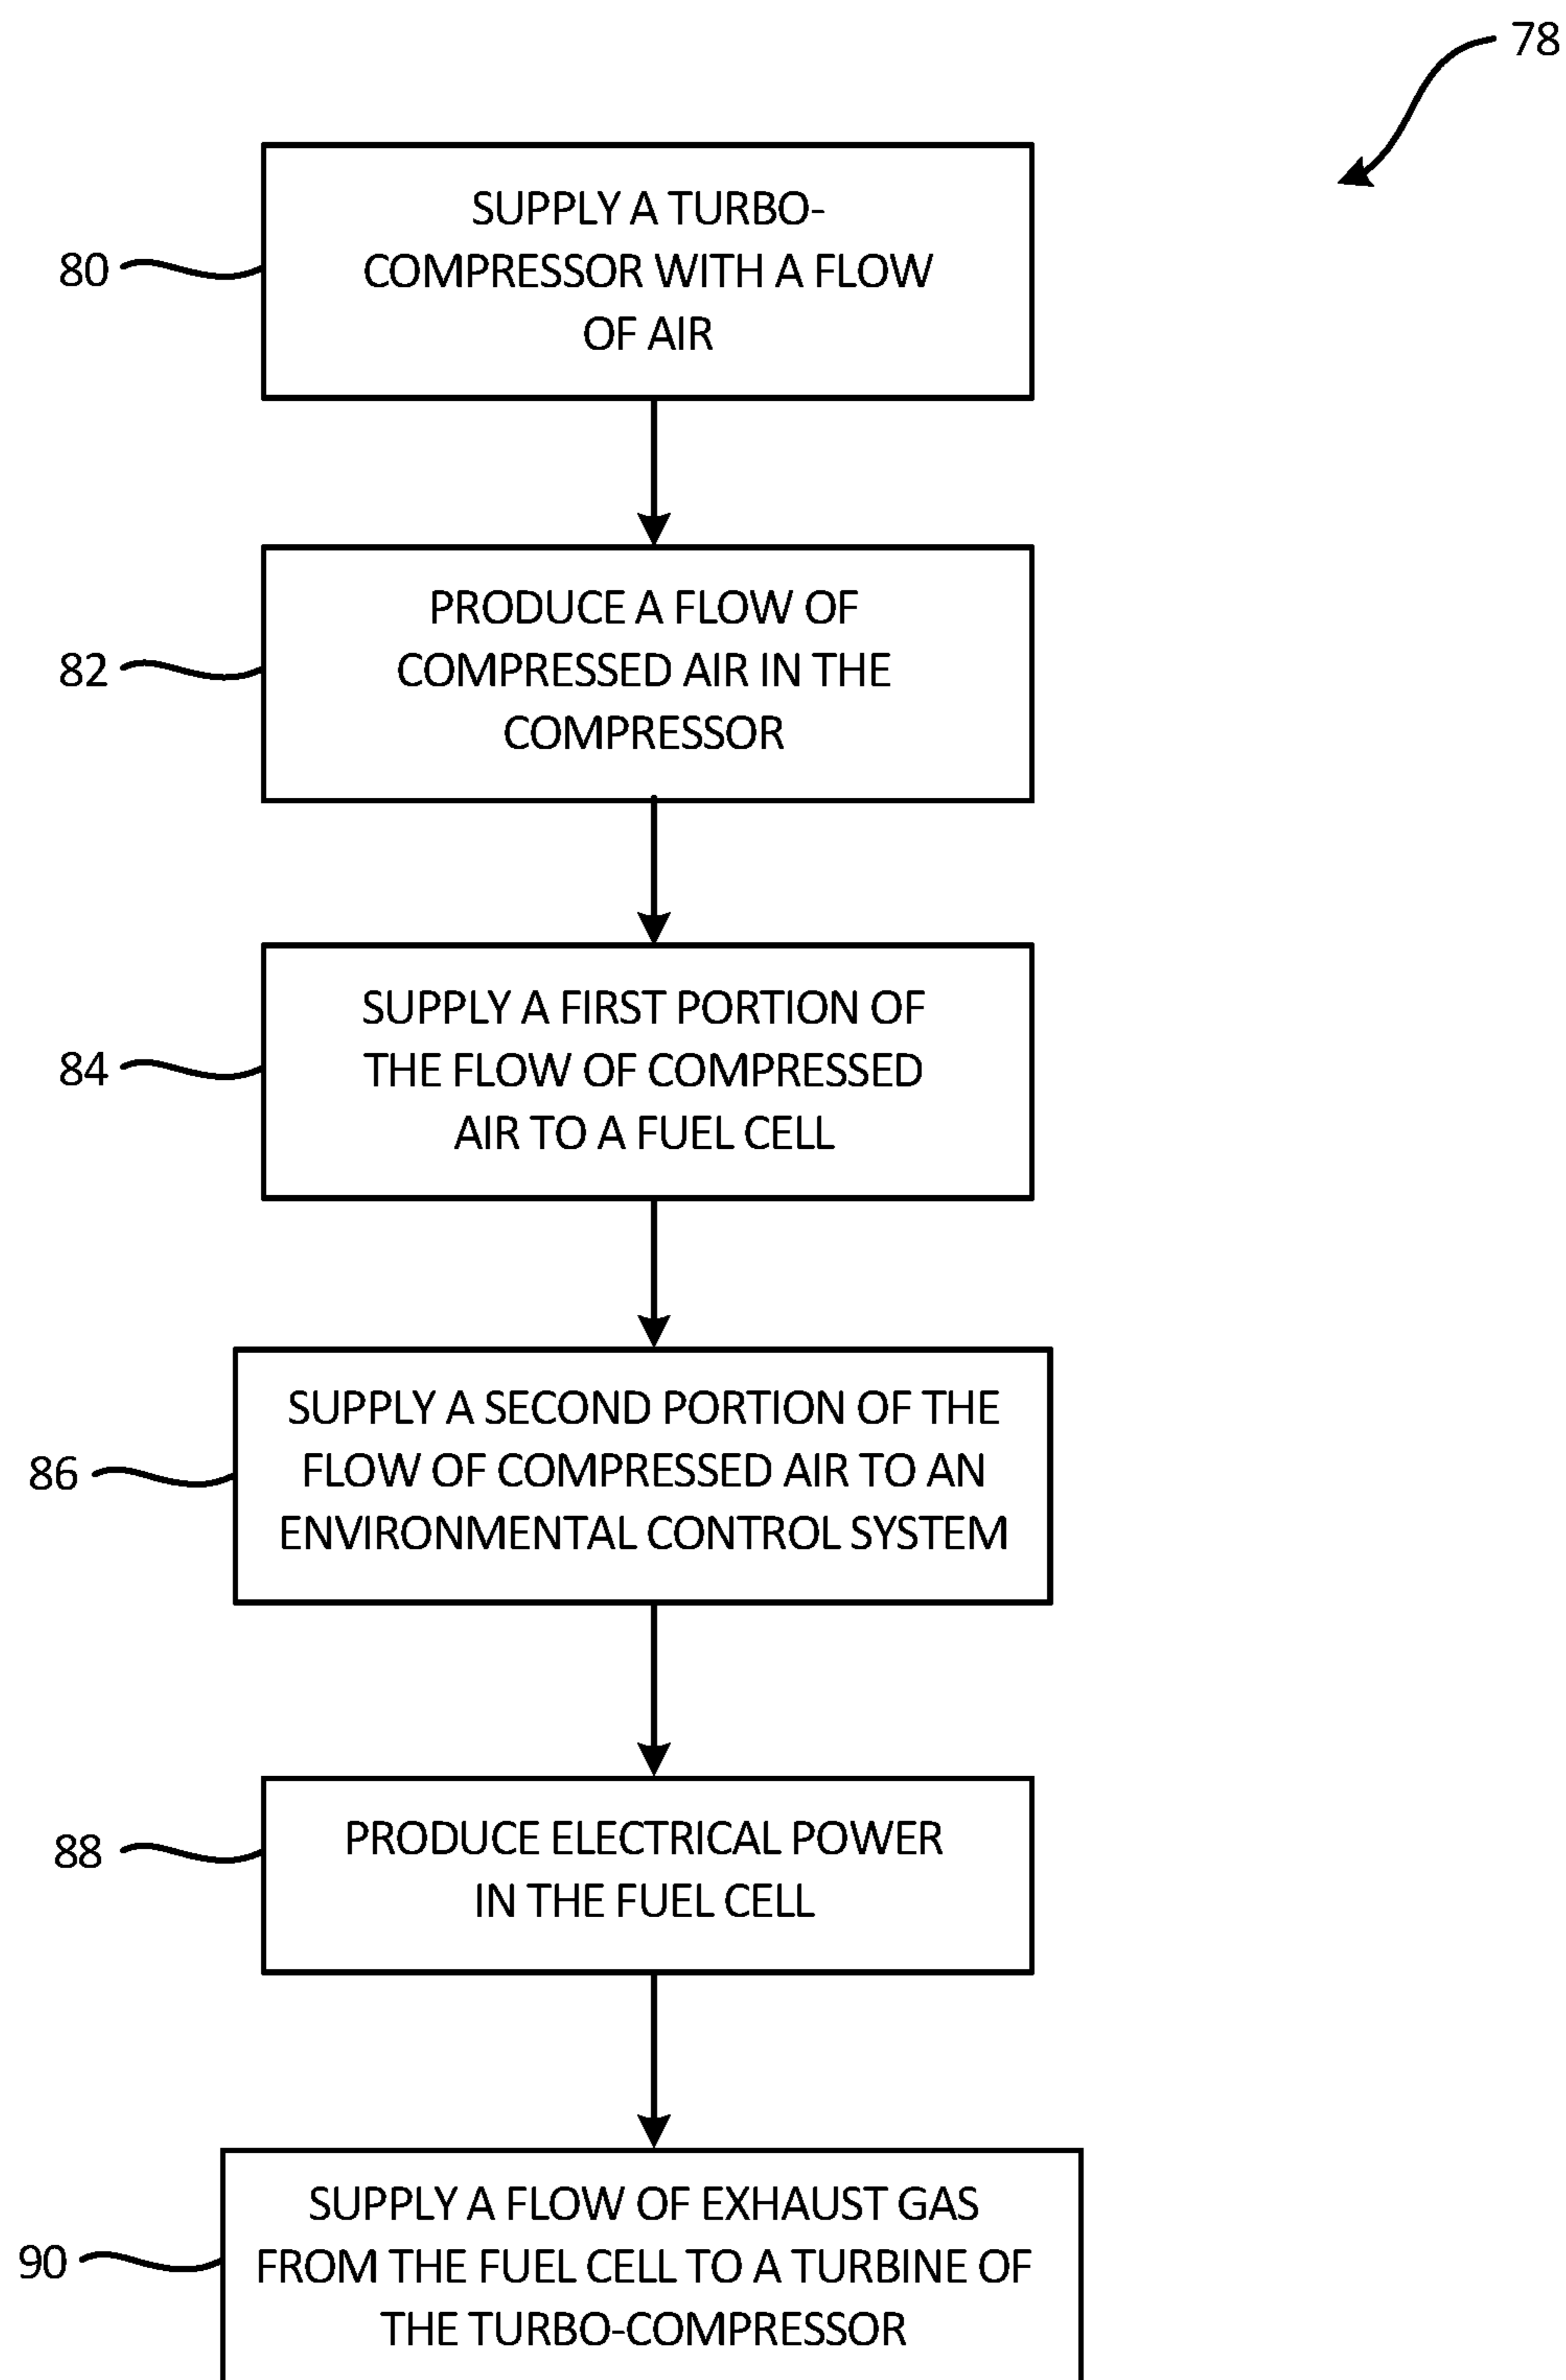 78
SUPPLY A TURBO-
80
COMPRESSOR WITH A FLOW
OF AIR
PRODUCE A FLOW OF
82
COMPRESSED AIR IN THE
COMPRESSOR
SUPPLY A FIRST PORTION OF
84
THE FLOW OF COMPRESSED
AIR TO A FUEL CELL
SUPPLY A SECOND PORTION OF THE
86
FLOW OF COMPRESSED AIR TO AN
ENVIRONMENTAL CONTROL SYSTEM
88
PRODUCE ELECTRICAL POWER
IN THE FUEL CELL
SUPPLY A FLOW OF EXHAUST GAS
90
FROM THE FUEL CELL TO A TURBINE OF
THE TURBO-COMPRESSOR